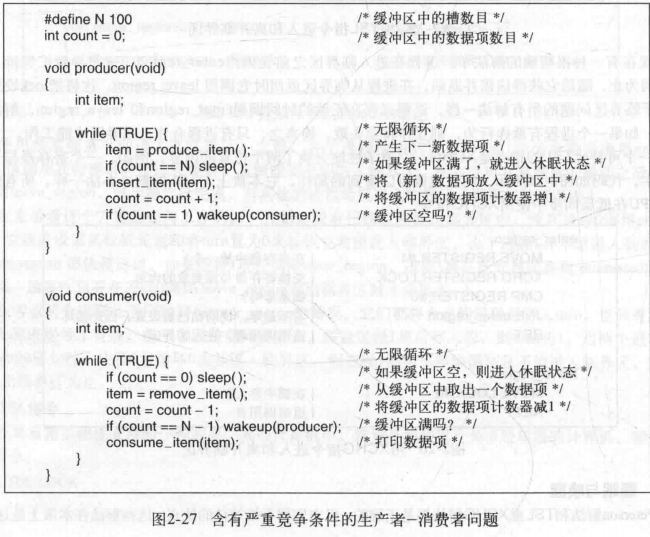 #define N 100 /* 缓冲区中的槽数目 */
int count = 0; /* 缓冲区中的数据项数目 */
void producer(void)
{
int item;
while (TRUE) { /* 无限循环 */
item = produce_item(); /* 产生下一新数据项 */
if (count == N) sleep(); /* 如果缓冲区满了，就进入休眠状态 */
insert_item(item); /* 将（新）数据项放入缓冲区中 */
count = count + 1; /* 将缓冲区的数据项计数器增1 */
if (count == 1) wakeup(consumer); /* 缓冲区空吗？ */
}
}
void consumer(void)
{
int item;
while (TRUE) { /* 无限循环 */
if (count == 0) sleep(); /* 如果缓冲区空，则进入休眠状态 */
item = remove_item(); /* 从缓冲区中取出一个数据项 */
count = count − 1; /* 将缓冲区的数据项计数器减1 */
if (count == N − 1) wakeup(producer); /* 缓冲区满吗？ */
consume_item(item); /* 打印数据项 */
}
}
图2-27 含有严重竞争条件的生产者-消费者问题